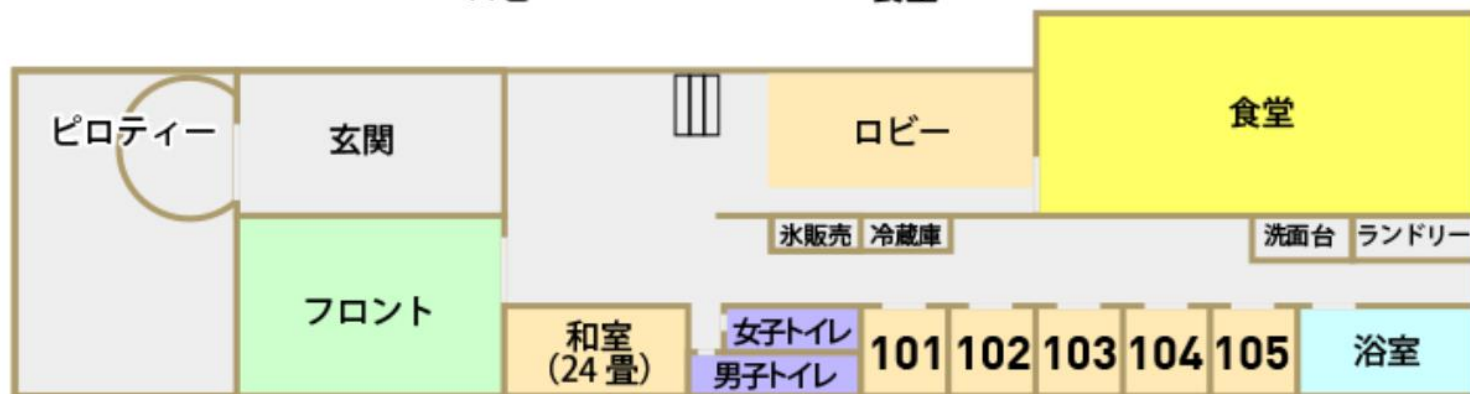 ピロティー
玄関
ロビー
食堂
氷販売
冷蔵庫
洗面台
ランドリー
フロント
和室
(24 畳)
女子トイレ
男子トイレ
101
102
103
104
105
浴室